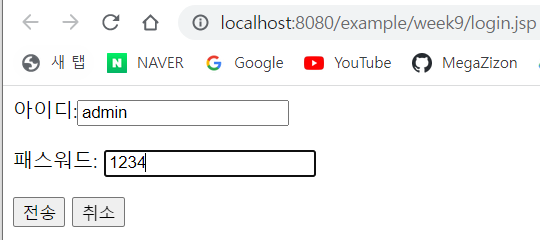 localhost:8080/example/week9/login.jsp
새 탭 NAVER Google YouTube MegaZizon
아이디:admin
패스워드: 1234
전송 취소